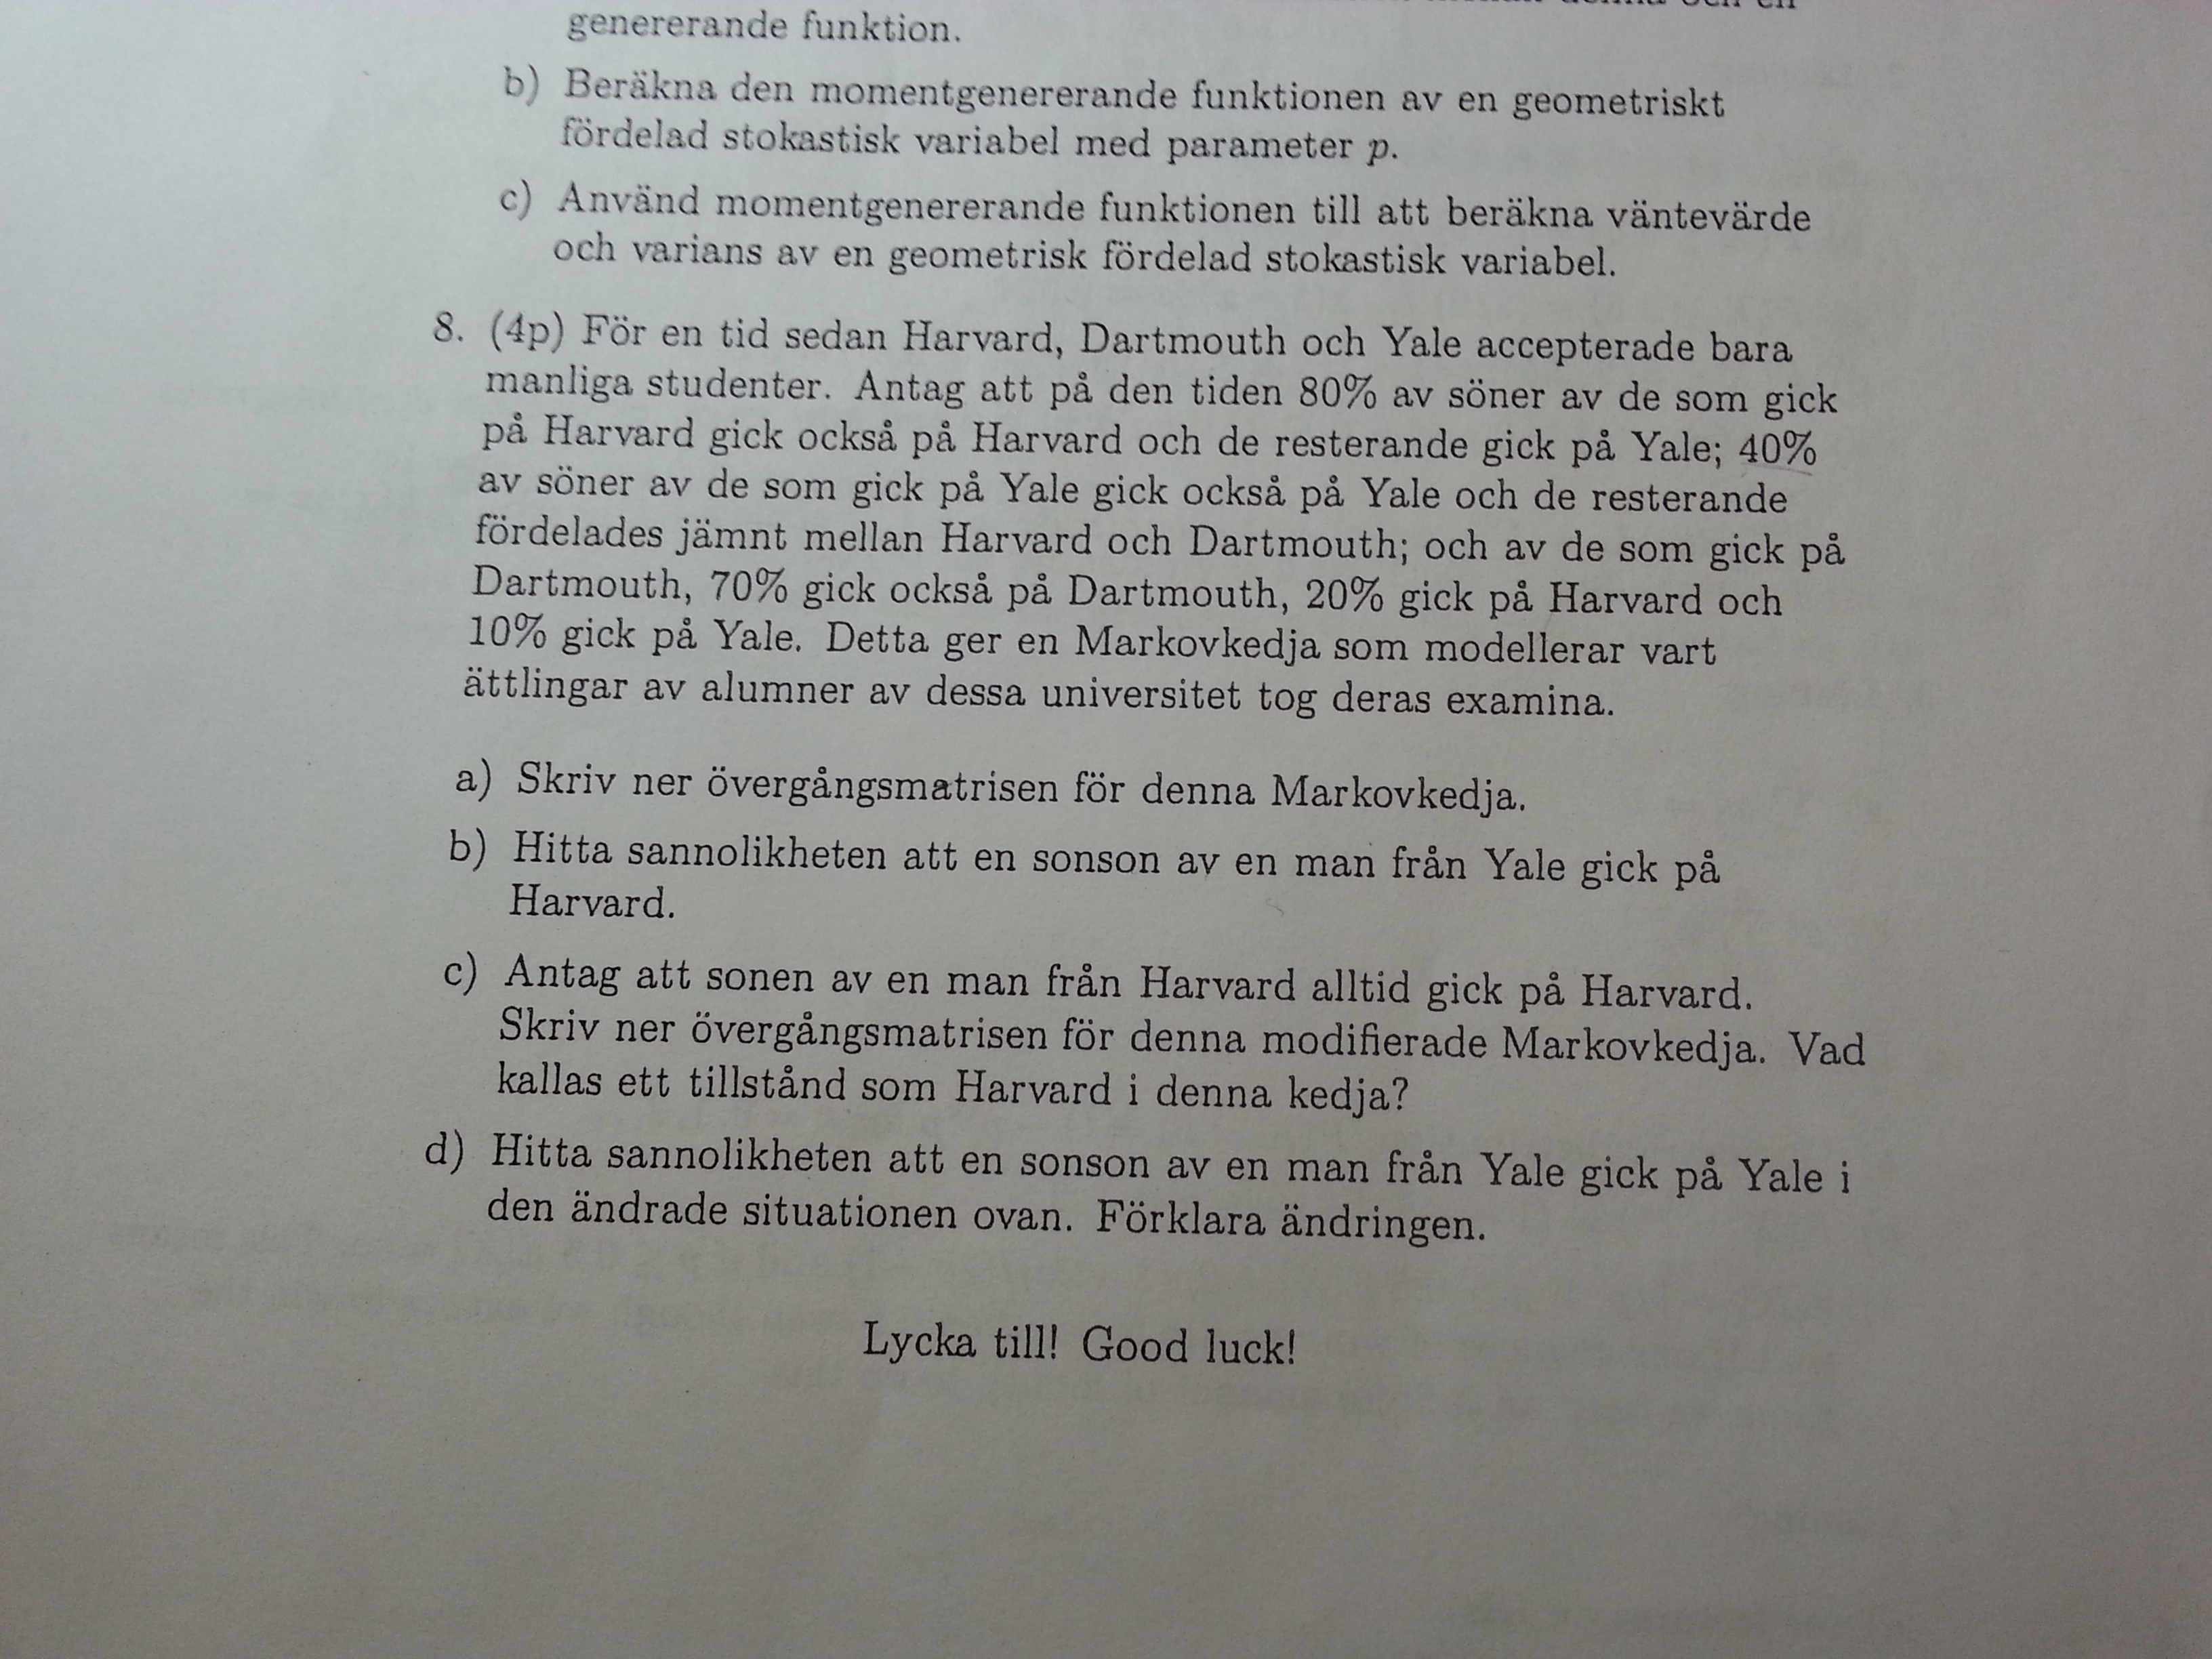 denna och en
genererande funktion.
b) Beräkna den momentgenererande funktionen av en geometriskt
fördelad stokastisk variabel med parameter p.
c) Använd momentgenererande funktionen till att beräkna väntevärde
och varians av en geometrisk fördelad stokastisk variabel.
8. (4p) För en tid sedan Harvard, Dartmouth och Yale accepterade bara
manliga studenter. Antag att på den tiden 80% av söner av de som gick
på Harvard gick också på Harvard och de resterande gick på Yale; 40%
av söner av de som gick på Yale gick också på Yale och de resterande
fördelades jämnt mellan Harvard och Dartmouth; och av de som gick på
Dartmouth, 70% gick också på Dartmouth, 20% gick på Harvard och
10% gick på Yale. Detta ger en Markovkedja som modellerar vart
ättlingar av alumner av dessa universitet tog deras examina.
a) Skriv ner övergångsmatrisen för denna Markovkedja.
b) Hitta sannolikheten att en sonson av en man från Yale gick på
Harvard.
c) Antag att sonen av en man från Harvard alltid gick på Harvard.
Skriv ner övergångsmatrisen för denna modifierade Markovkedja. Vad
kallas ett tillstånd som Harvard i denna kedja?
d) Hitta sannolikheten att en sonson av en man från Yale gick på Yale i
den ändrade situationen ovan. Förklara ändringen.
Lycka till! Good luck!